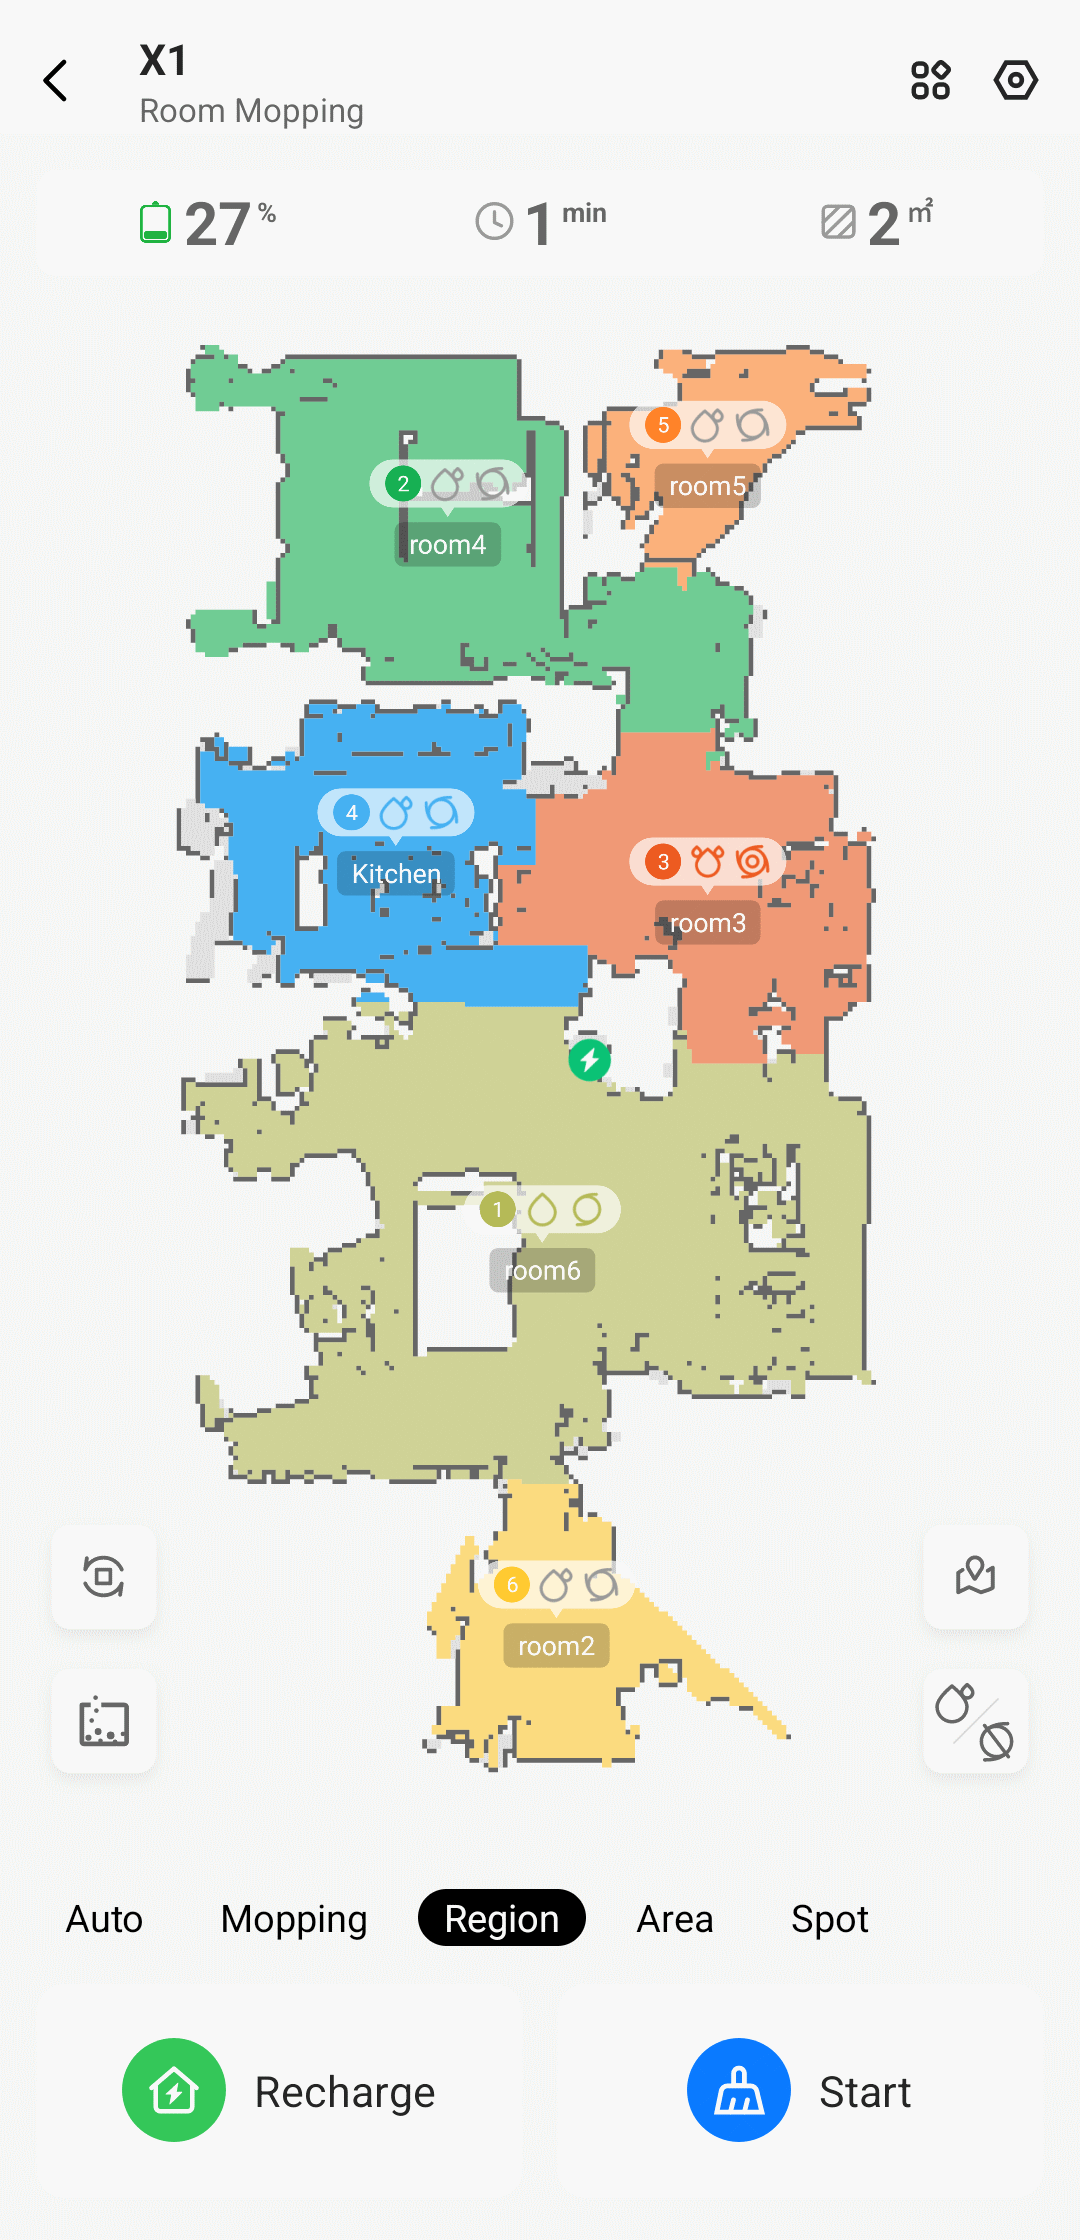 X1
Room Mopping
27 %
1 min
2 ㎡
5
room5
2
room4
4
Kitchen
3
room3
1
room6
6
room2
Auto Mopping Region Area Spot
Recharge Start